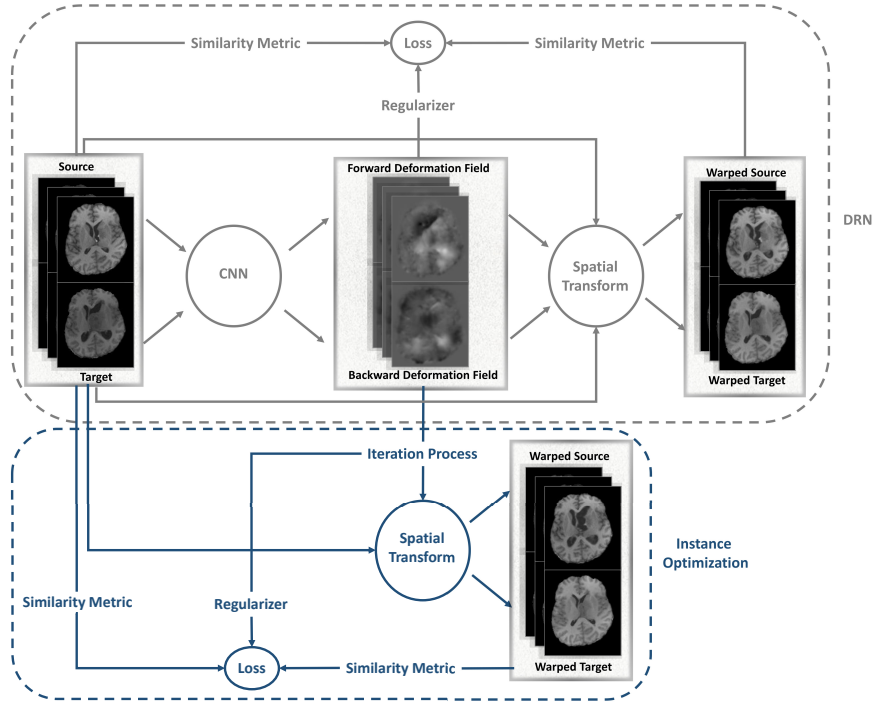 Similarity Metric
Loss
Similarity Metric
Regularizer
Source
Forward Deformation Field
Warped Source
DRN
CNN
Spatial
Transform
Target
Backward Deformation Field
Warped Target
Iteration Process
Warped Source
Spatial
Transform
Instance
Optimization
Similarity Metric
Regularizer
Loss
Similarity Metric
Warped Target